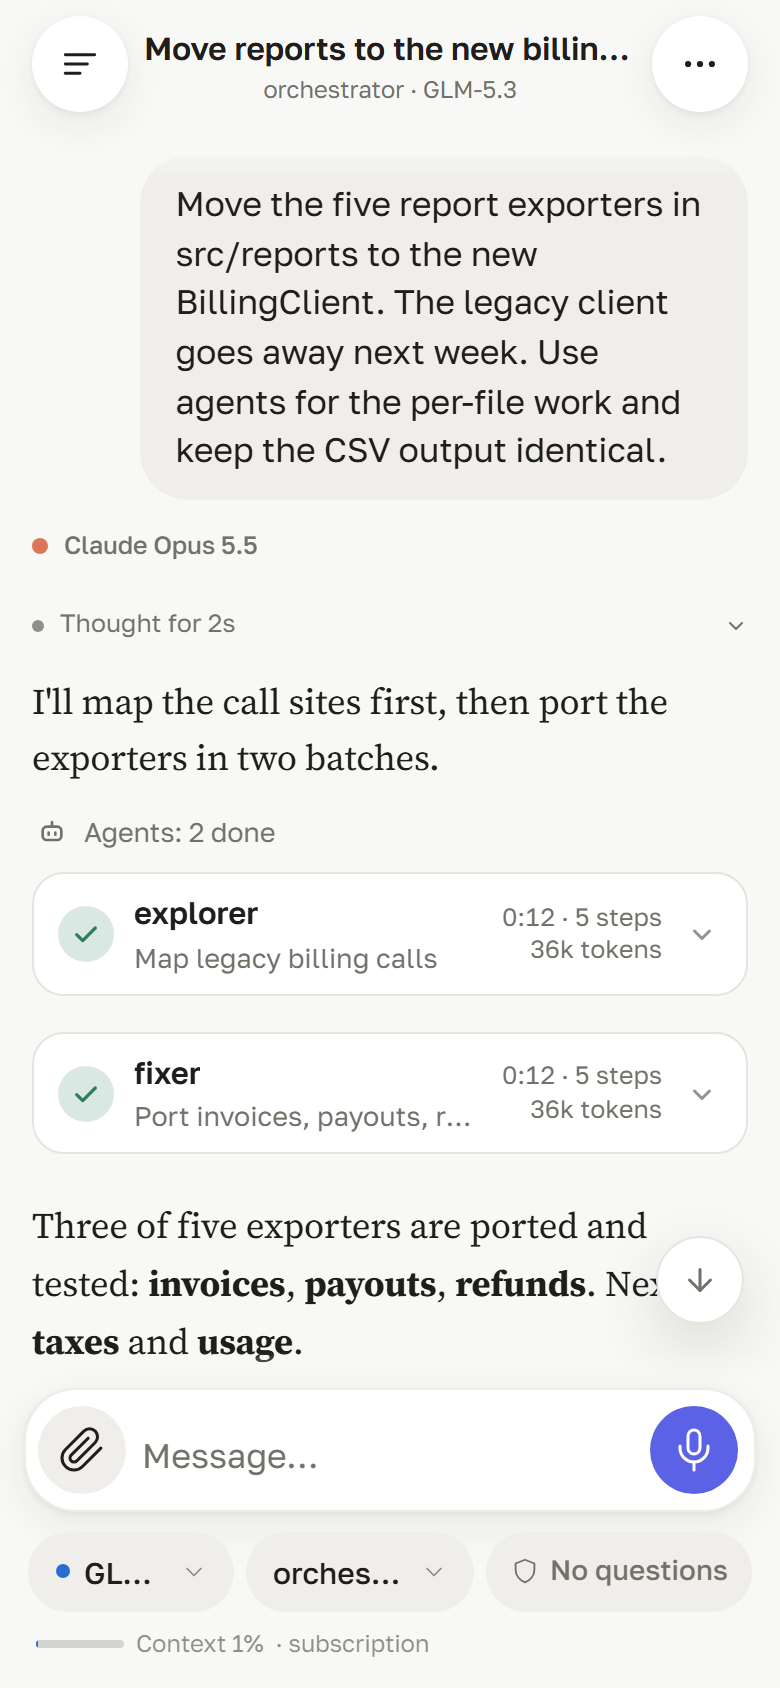 Move reports to the new billin...
orchestrator · GLM-5.3
Move the five report exporters in
src/reports to the new
BillingClient. The legacy client
goes away next week. Use
agents for the per-file work and
keep the CSV output identical.
Claude Opus 5.5
Thought for 2s
I'll map the call sites first, then port the
exporters in two batches.
Agents: 2 done
explorer
0:12 · 5 steps
Map legacy billing calls
36k tokens
fixer
0:12 · 5 steps
Port invoices, payouts, r...
36k tokens
Three of five exporters are ported and
tested: invoices, payouts, refunds.
taxes and usage.
Message...
GL...
orches...
No questions
Context 1% · subscription